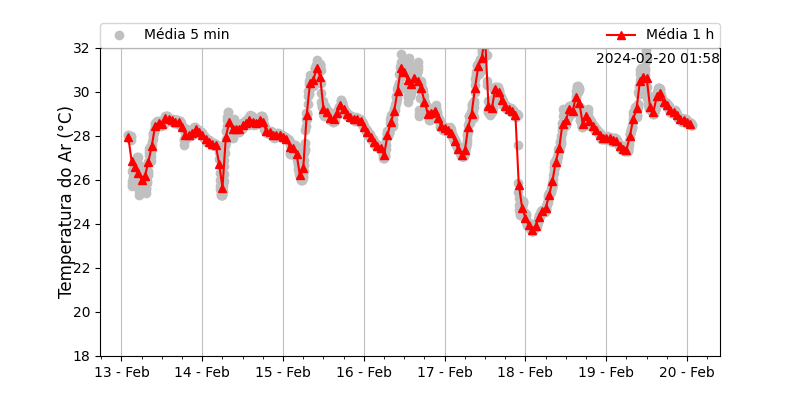 Média 5 min
Média 1 h
2024-02-20 01:58
Temperatura do Ar (°C)
32
30
28
26
24
22
20
18
13 - Feb
14 - Feb
15 - Feb
16 - Feb
17 - Feb
18 - Feb
19 - Feb
20 - Feb